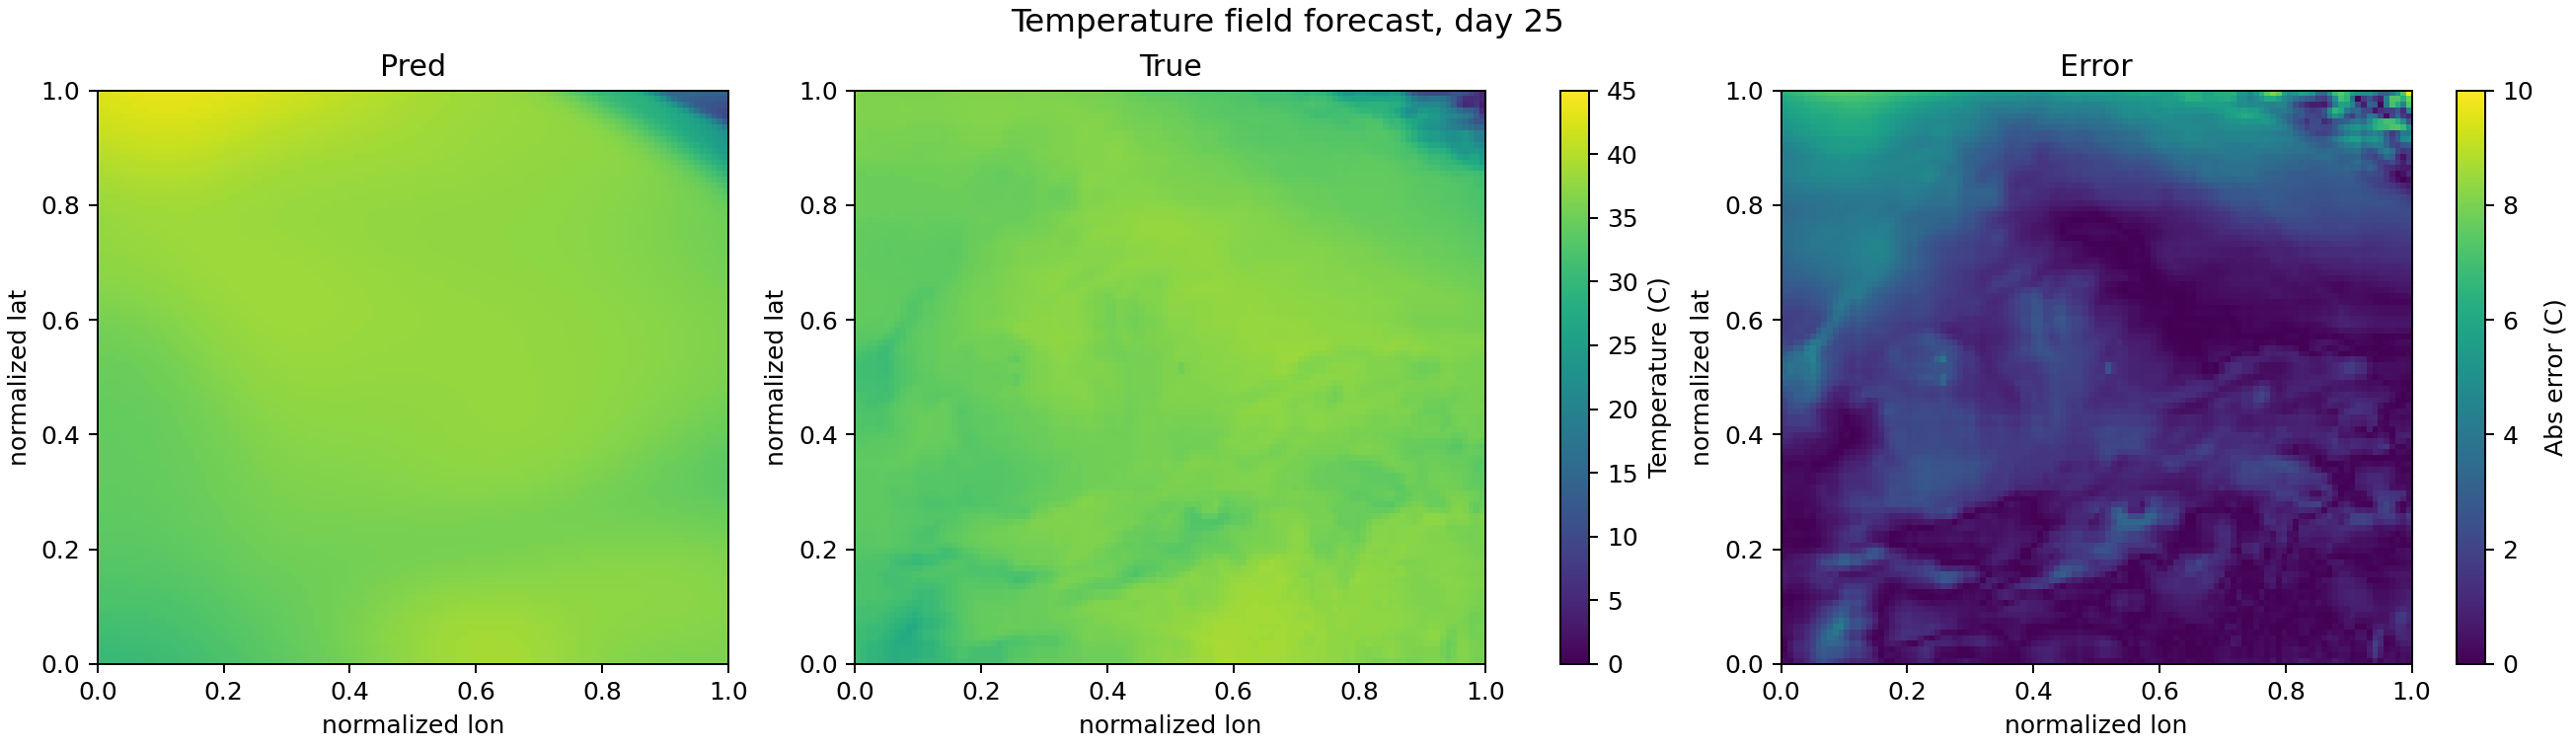 Temperature field forecast, day 25
Pred
True
Error
1.0
0.8
0.6
0.4
0.2
0.0
normalized lat
0.0 0.2 0.4 0.6 0.8 1.0
normalized lon
1.0
0.8
0.6
0.4
0.2
0.0
normalized lat
0.0 0.2 0.4 0.6 0.8 1.0
normalized lon
45
40
35
30
25
20
15
10
5
0
Temperature (C)
1.0
0.8
0.6
0.4
0.2
0.0
normalized lat
0.0 0.2 0.4 0.6 0.8 1.0
normalized lon
10
8
6
4
2
0
Abs error (C)